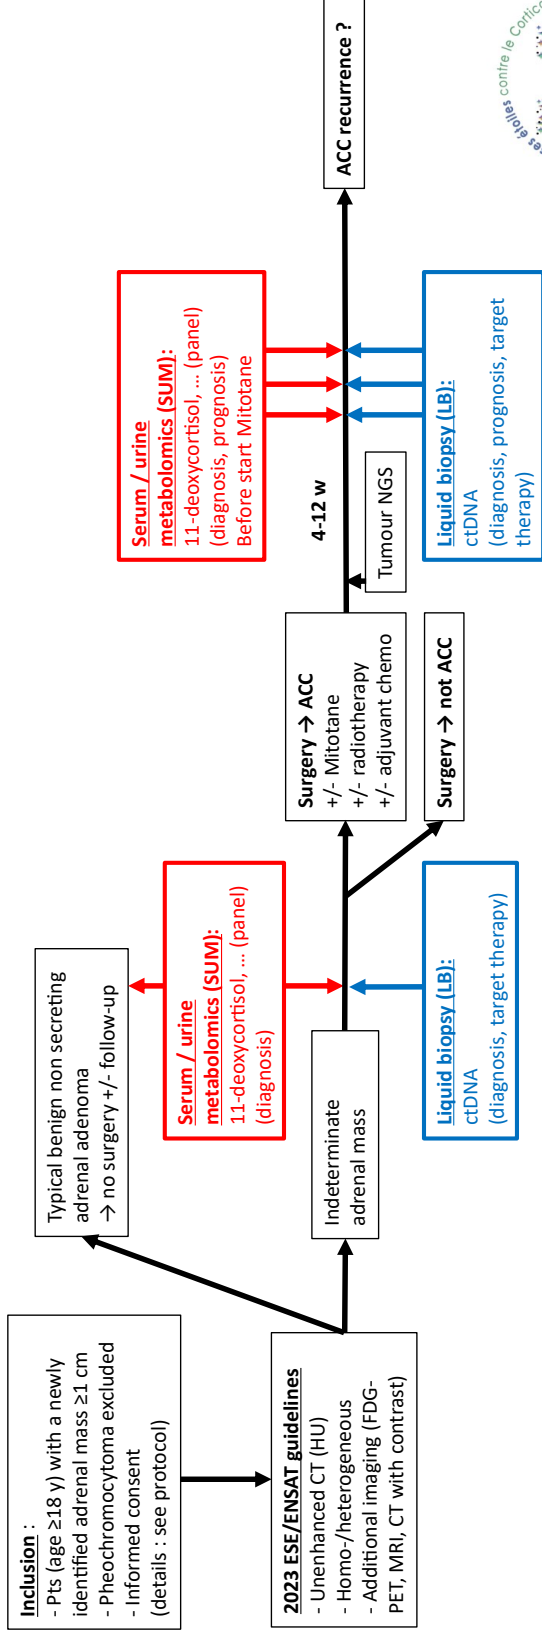 Inclusion :
- Pts (age ≥18 y) with a newly
identified adrenal mass ≥1 cm
- Pheochromocytoma excluded
- Informed consent
(details : see protocol)
2023 ESE/ENSAT guidelines
- Unenhanced CT (HU)
- Homo-/heterogeneous
- Additional imaging (FDG-
PET, MRI, CT with contrast)
Typical benign non secreting
adrenal adenoma
→ no surgery +/- follow-up
Serum / urine
metabolomics (SUM):
11-deoxycortisol, ... (panel)
(diagnosis)
Indeterminate
adrenal mass
Liquid biopsy (LB):
ctDNA
(diagnosis, target therapy)
Surgery → ACC
+/- Mitotane
+/- radiotherapy
+/- adjuvant chemo
Surgery → not ACC
4-12 w
Tumour NGS
Serum / urine
metabolomics (SUM):
11-deoxycortisol, ... (panel)
(diagnosis, prognosis)
Before start Mitotane
Liquid biopsy (LB):
ctDNA
(diagnosis, prognosis, target
therapy)
ACC recurrence ?
étoiles contre le